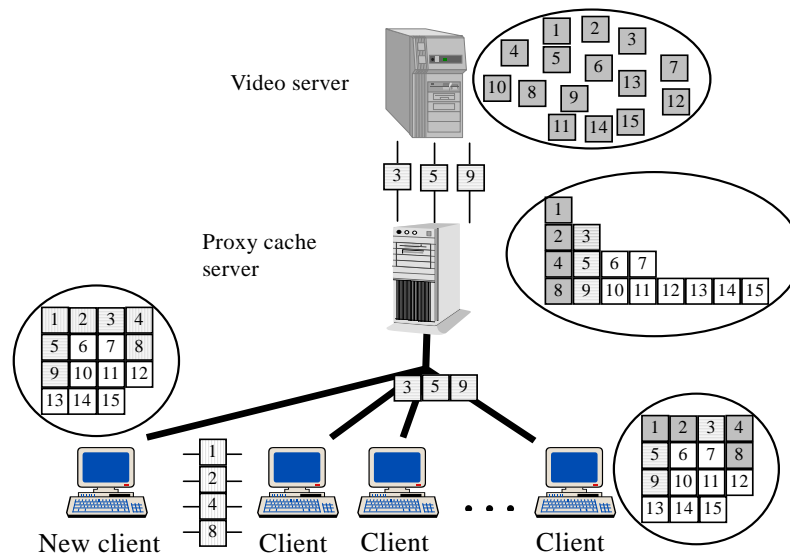 1 2 3
4 5 6 13 7
10 8 9 12
11 14 15
Video server
3 5 9
Proxy cache
server
1
2 3
4 5 6 7
8 9 10 11 12 13 14 15
1 2 3 4
5 6 7 8
9 10 11 12
13 14 15
3 5 9
1
2
4
8
1 2 3 4
5 6 7 8
9 10 11 12
13 14 15
New client Client Client ... Client